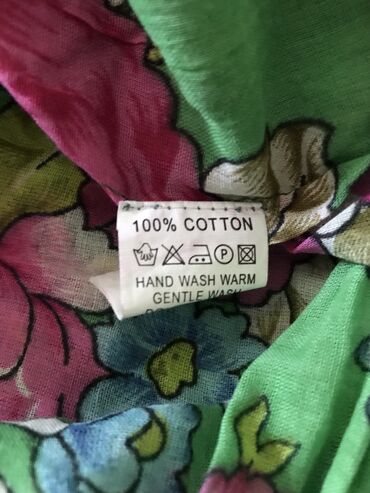 100% COTTON
P
HAND WASH WARM
GENTLE WASH